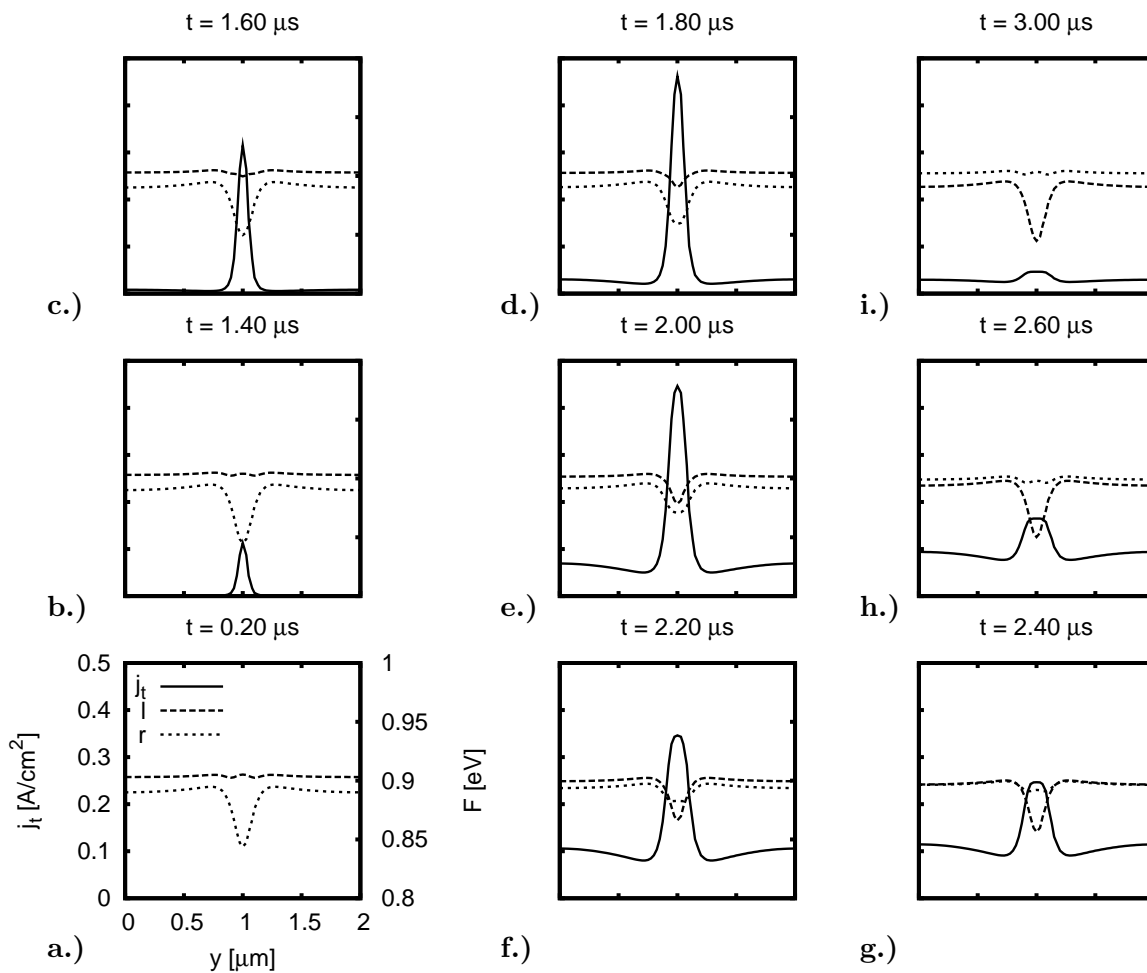 t = 1.60 μs
t = 1.80 μs
t = 3.00 μs
c.)
d.)
i.)
t = 1.40 μs
t = 2.00 μs
t = 2.60 μs
b.)
e.)
h.)
t = 0.20 μs
t = 2.20 μs
t = 2.40 μs
0.5
0.4
0.3
0.2
0.1
0
j_t [A/cm^2]
j_t
l
r
1
0.95
0.9
0.85
0.8
F [eV]
0
0.5
1
1.5
2
y [μm]
a.)
f.)
g.)